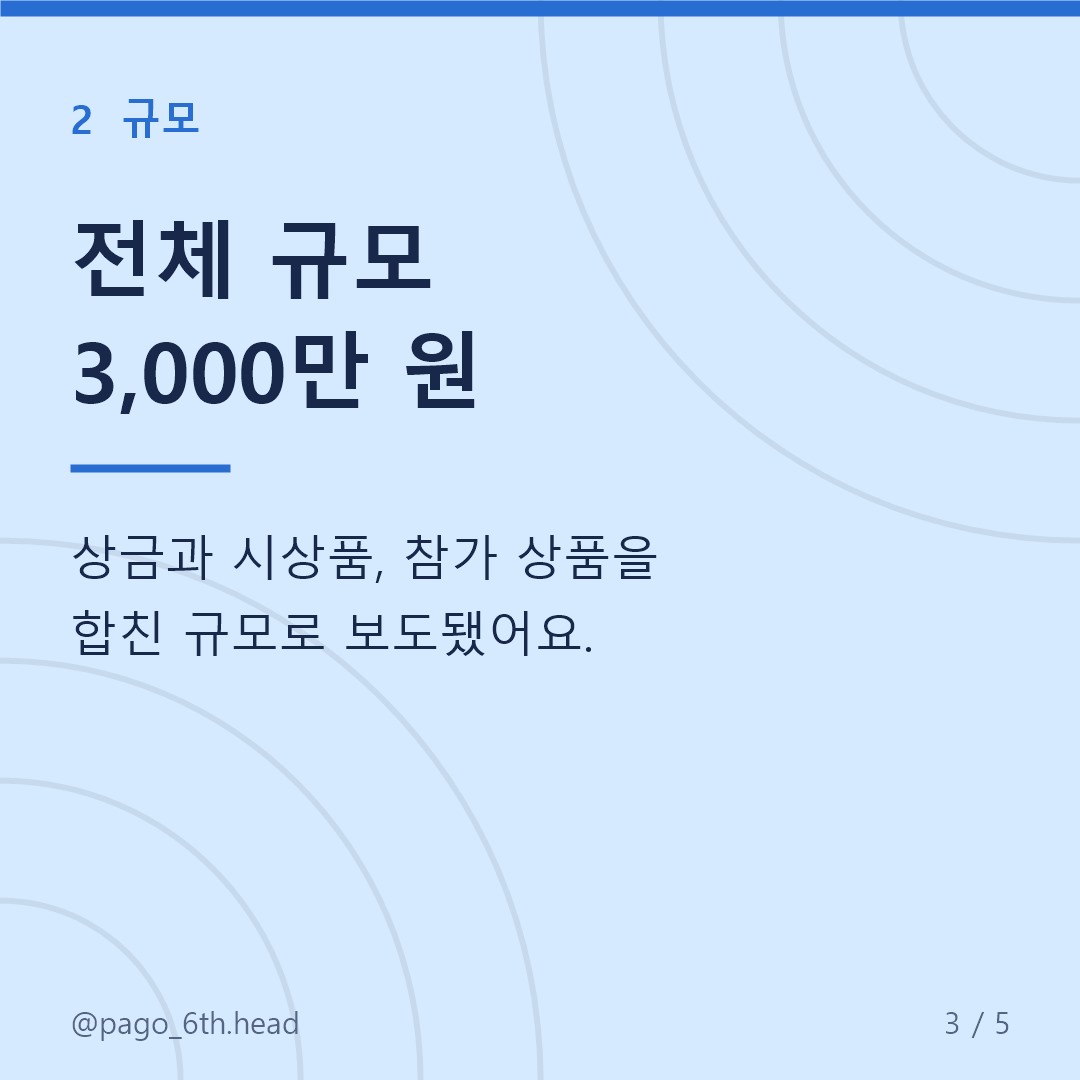 2 규모
전체 규모
3,000만 원
상금과 시상품, 참가 상품을
합친 규모로 보도됐어요.
@pago_6th.head
3 / 5